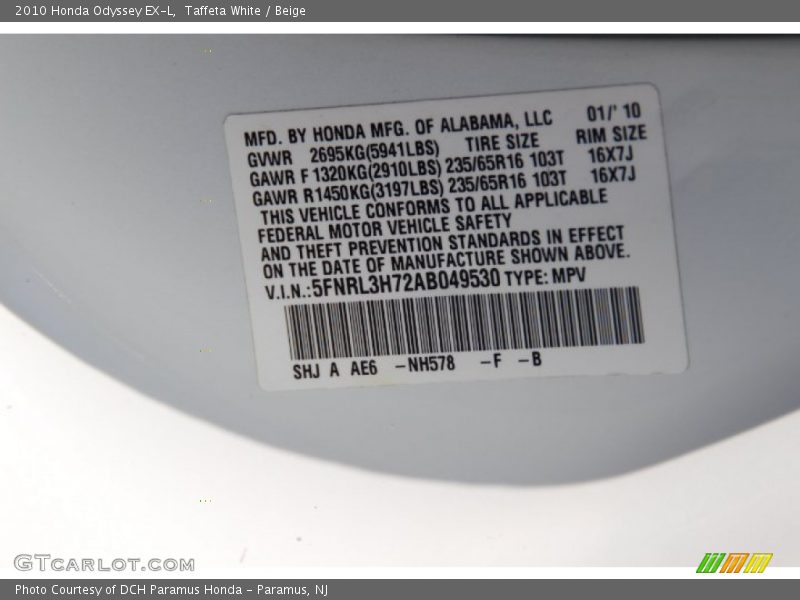 2010 Honda Odyssey EX-L, Taffeta White / Beige
MFD. BY HONDA MFG. OF ALABAMA, LLC 01/' 10
GVWR 2695KG(5941LBS) TIRE SIZE RIM SIZE
GAWR F 1320KG(2910LBS) 235/65R16 103T 16X7J
GAWR R1450KG(3197LBS) 235/65R16 103T 16X7J
THIS VEHICLE CONFORMS TO ALL APPLICABLE
FEDERAL MOTOR VEHICLE SAFETY
AND THEFT PREVENTION STANDARDS IN EFFECT
ON THE DATE OF MANUFACTURE SHOWN ABOVE.
V.I.N.:5FNRL3H72AB049530 TYPE: MPV
SHJ A AE6 -NH578 -F -B
GTCARLOT.COM
Photo Courtesy of DCH Paramus Honda - Paramus, NJ